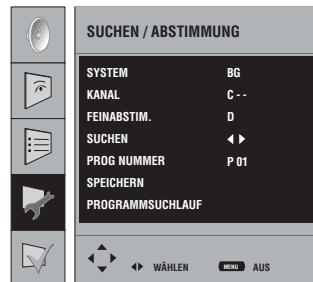 SUCHEN / ABSTIMMUNG
SYSTEM BG
KANAL C - -
FEINABSTIM. D
SUCHEN
PROG NUMMER P 01
SPEICHERN
PROGRAMMSUCHLAUF
WÄHLEN MENU AUS